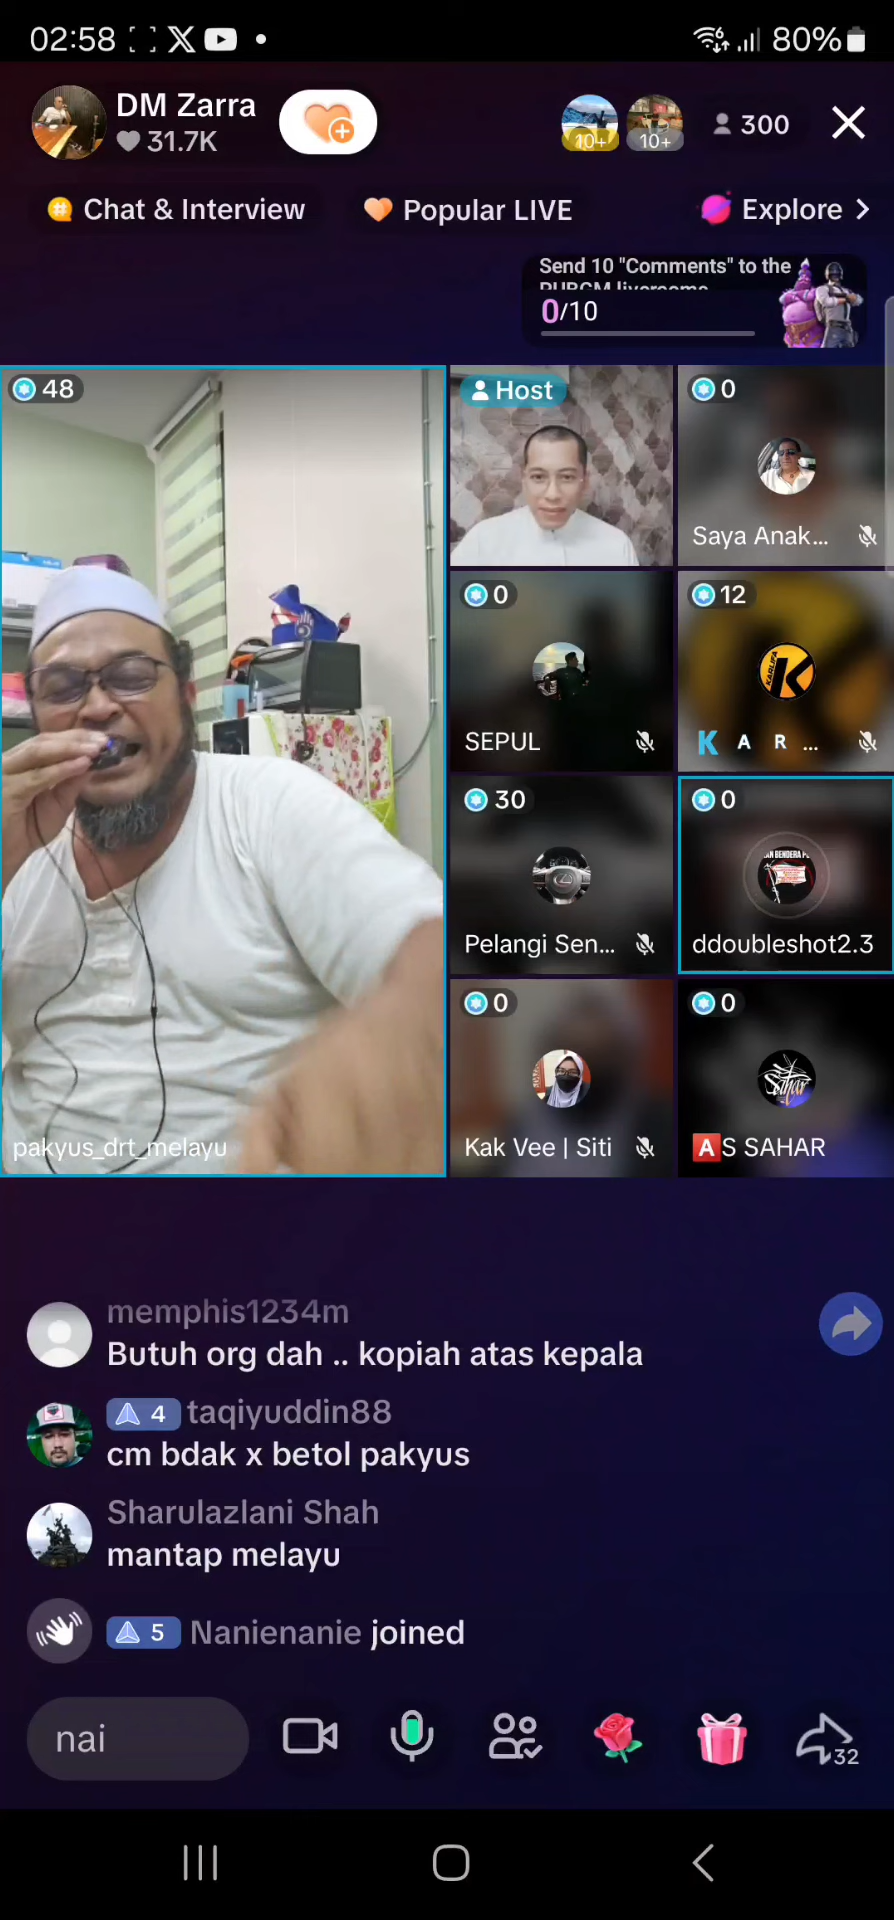 02:58
80%
DM Zarra
31.7K
10+
10+
300
Chat & Interview
Popular LIVE
Explore
Send 10 "Comments" to the
PUBGM liverooms
0/10
48
Host
0
Saya Anak...
0
SEPUL
12
K A R ...
30
Pelangi Sen...
0
ddoubleshot2.3
0
Kak Vee | Siti
0
AS SAHAR
pakyus_drt_melayu
memphis1234m
Butuh org dah .. kopiah atas kepala
4 taqiyuddin88
cm bdak x betol pakyus
Sharulazlani Shah
mantap melayu
5 Nanienanie joined
nai
32